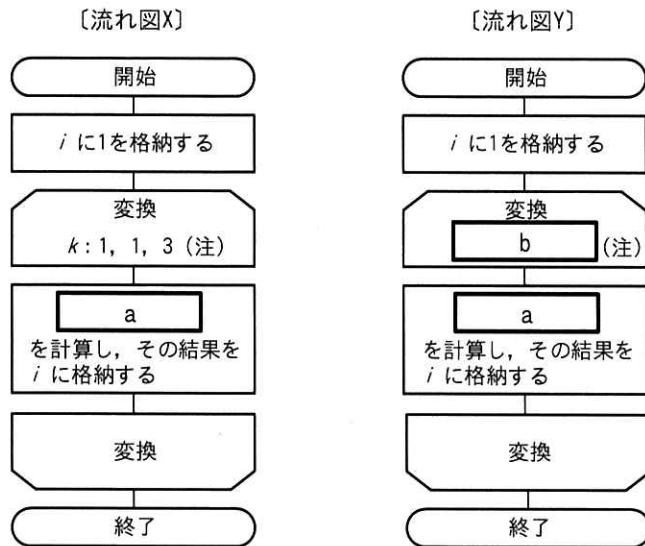 〔流れ図X〕
開始
i に1を格納する
変換
k：1，1，3（注）
a
を計算し，その結果を
i に格納する
変換
終了
〔流れ図Y〕
開始
i に1を格納する
変換
b （注）
a
を計算し，その結果を
i に格納する
変換
終了